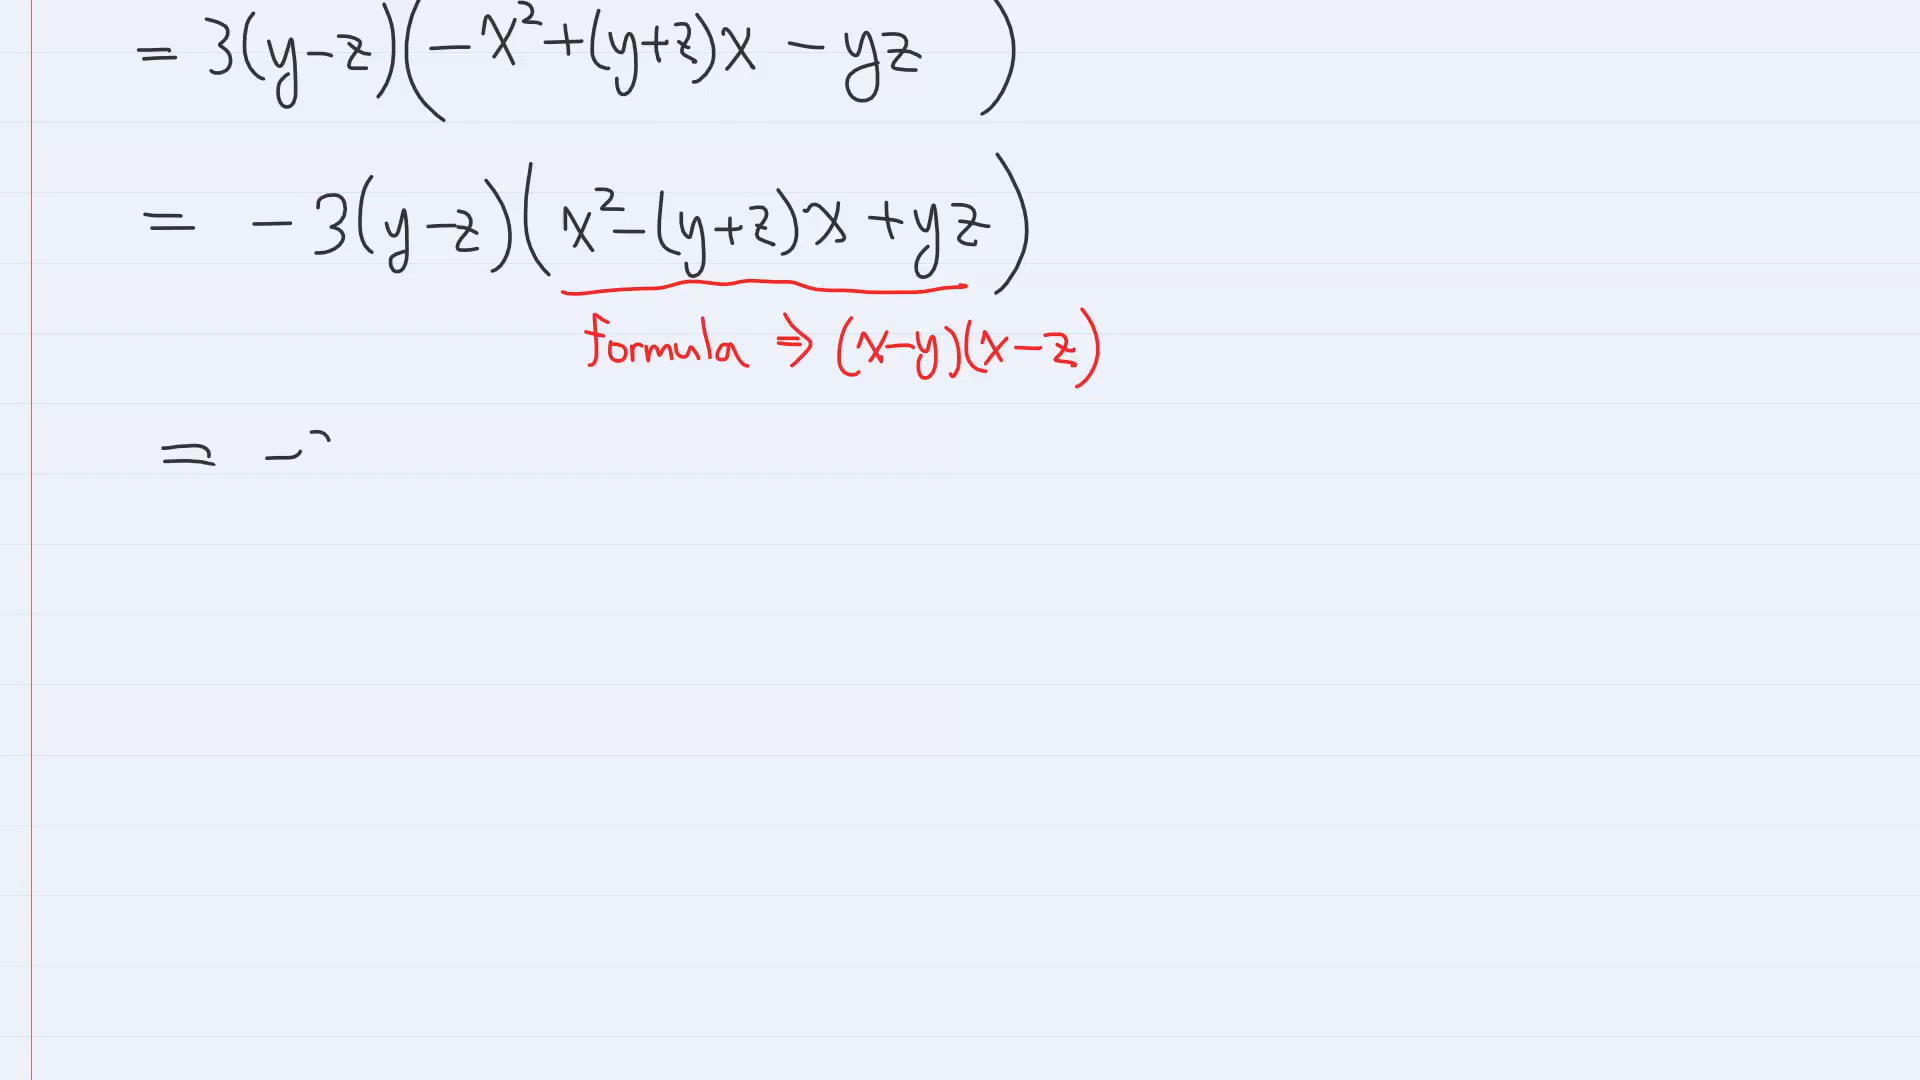 = 3(y-z)(-x²+(y+z)x - yz)
= -3(y-z)(x²-(y+z)x+yz)
formula ⇒ (x-y)(x-z)
= -